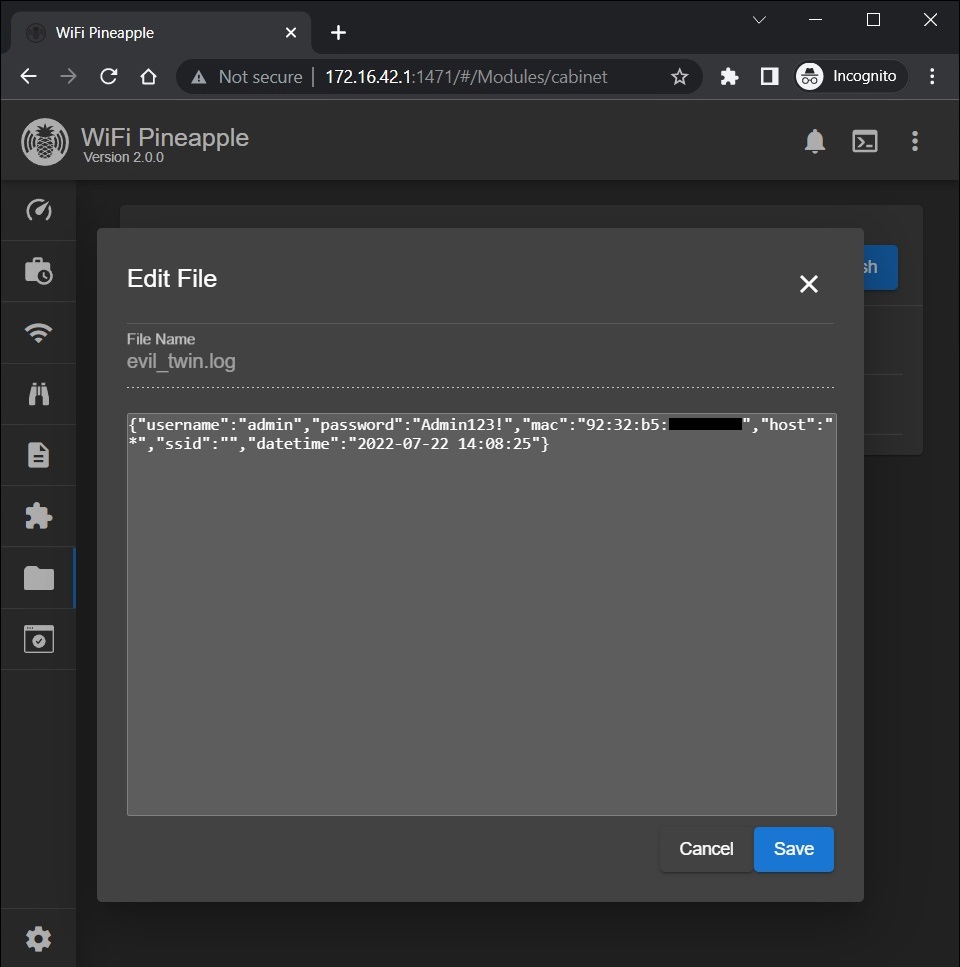 WiFi Pineapple
Not secure | 172.16.42.1:1471/#/Modules/cabinet
Incognito
WiFi Pineapple
Version 2.0.0
sh
Edit File
File Name
evil_twin.log
{"username":"admin","password":"Admin123!","mac":"92:32:b5:","host":"
*","ssid":"","datetime":"2022-07-22 14:08:25"}
Cancel
Save